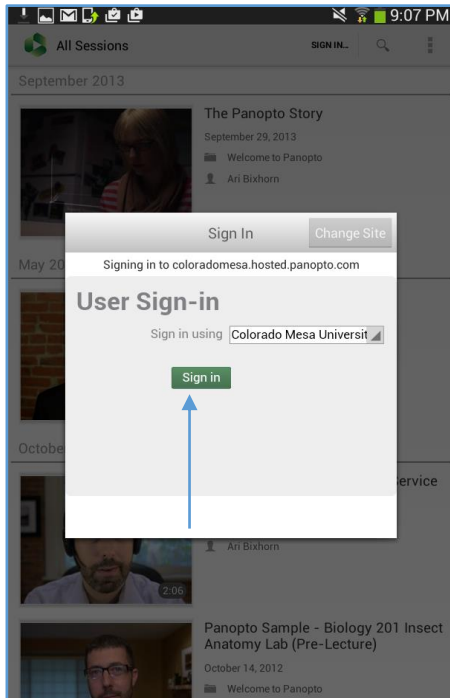 9:07 PM
All Sessions
SIGN IN...
September 2013
The Panopto Story
September 29, 2013
Welcome to Panopto
Ari Bixhorn
Sign In
Change Site
May 20
Signing in to coloradomesa.hosted.panopto.com
User Sign-in
Sign in using
Colorado Mesa Universit
Sign in
Octobe
ervice
Ari Bixhorn
2:06
Panopto Sample - Biology 201 Insect
Anatomy Lab (Pre-Lecture)
October 14, 2012
Welcome to Panopto